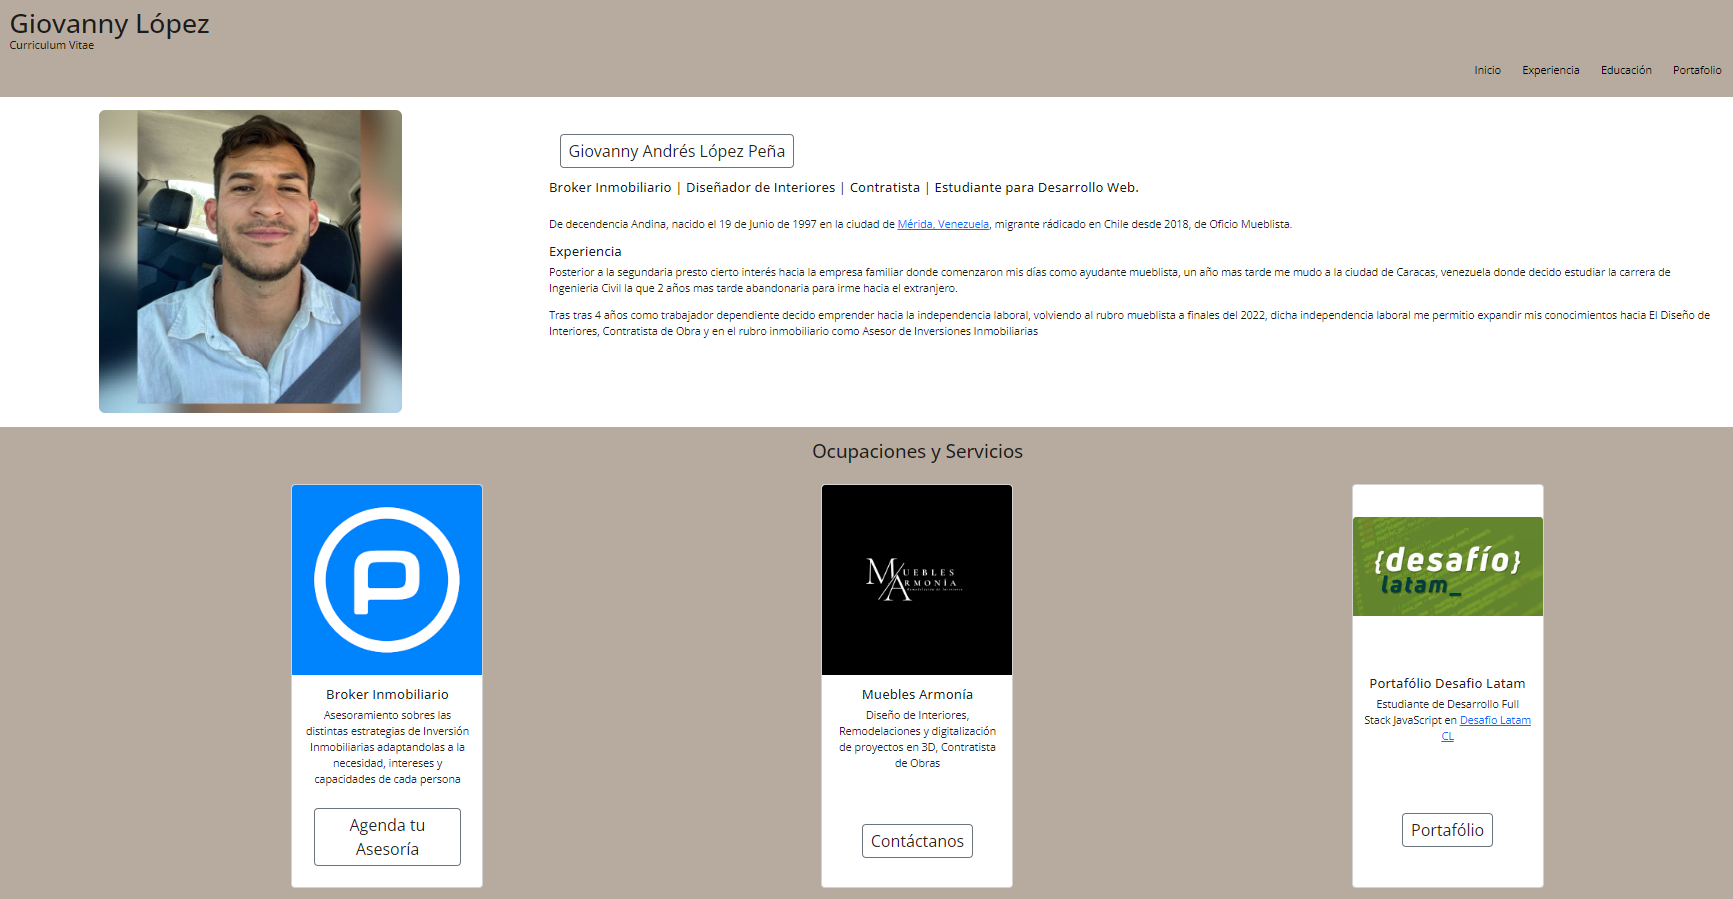 Giovanny López
Curriculum Vitae
Inicio Experiencia Educación Portafolio
Giovanny Andrés López Peña
Broker Inmobiliario | Diseñador de Interiores | Contratista | Estudiante para Desarrollo Web.
De decendencia Andina, nacido el 19 de Junio de 1997 en la ciudad de Mérida, Venezuela, migrante rádicado en Chile desde 2018, de Oficio Mueblista.
Experiencia
Posterior a la segundaria presto cierto interés hacia la empresa familiar donde comenzaron mis días como ayudante mueblista, un año mas tarde me mudo a la ciudad de Caracas, venezuela donde decido estudiar la carrera de
Ingenieria Civil la que 2 años mas tarde abandonaria para irme hacia el extranjero.
Tras tras 4 años como trabajador dependiente decido emprender hacia la independencia laboral, volviendo al rubro mueblista a finales del 2022, dicha independencia laboral me permitio expandir mis conocimientos hacia El Diseño de
Interiores, Contratista de Obra y en el rubro inmobiliario como Asesor de Inversiones Inmobiliarias
Ocupaciones y Servicios
P
Broker Inmobiliario
Asesoramiento sobre las
distintas estrategias de Inversión
Inmobiliarias adaptandolas a la
necesidad, intereses y
capacidades de cada persona
Agenda tu
Asesoría
MUEBLES
ARMONÍA
Remodelación de Interiores
Muebles Armonía
Diseño de Interiores,
Remodelaciones y digitalización
de proyectos en 3D, Contratista
de Obras
Contáctanos
{desafío}
latam_
Portafólio Desafio Latam
Estudiante de Desarrollo Full
Stack JavaScript en Desafio Latam
CL
Portafólio